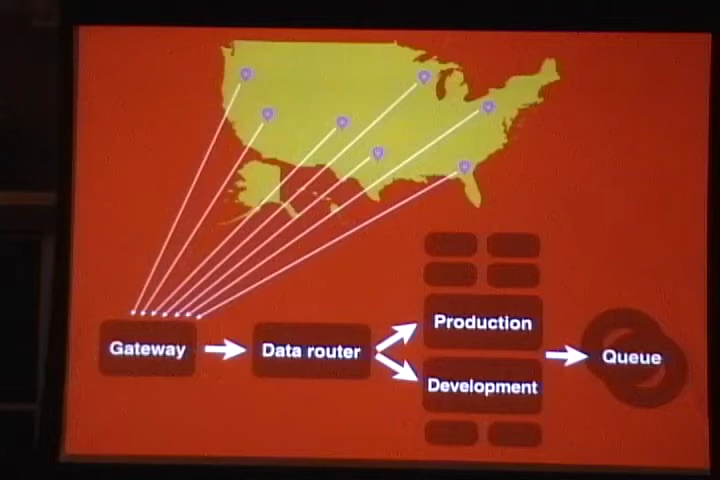 Gateway
Data router
Production
Development
Queue